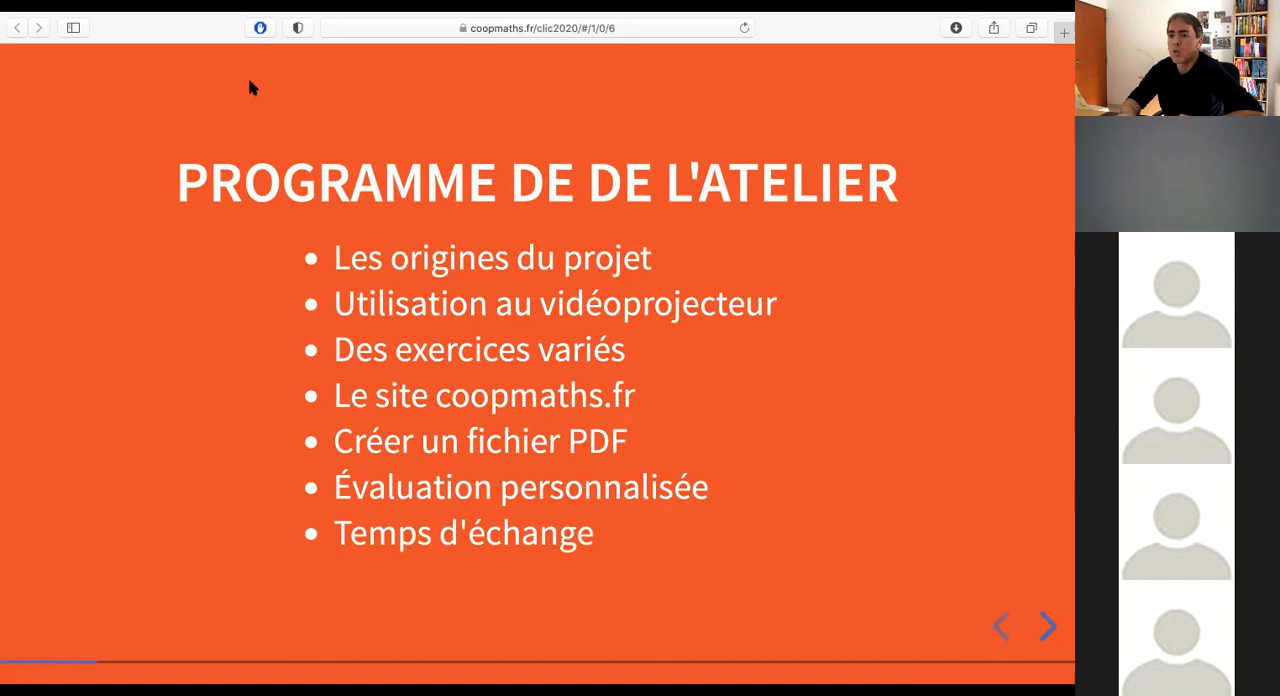 coopmaths.fr/clic2020/#/1/0/6
PROGRAMME DE DE L'ATELIER
Les origines du projet
Utilisation au vidéoprojecteur
Des exercices variés
Le site coopmaths.fr
Créer un fichier PDF
Évaluation personnalisée
Temps d'échange